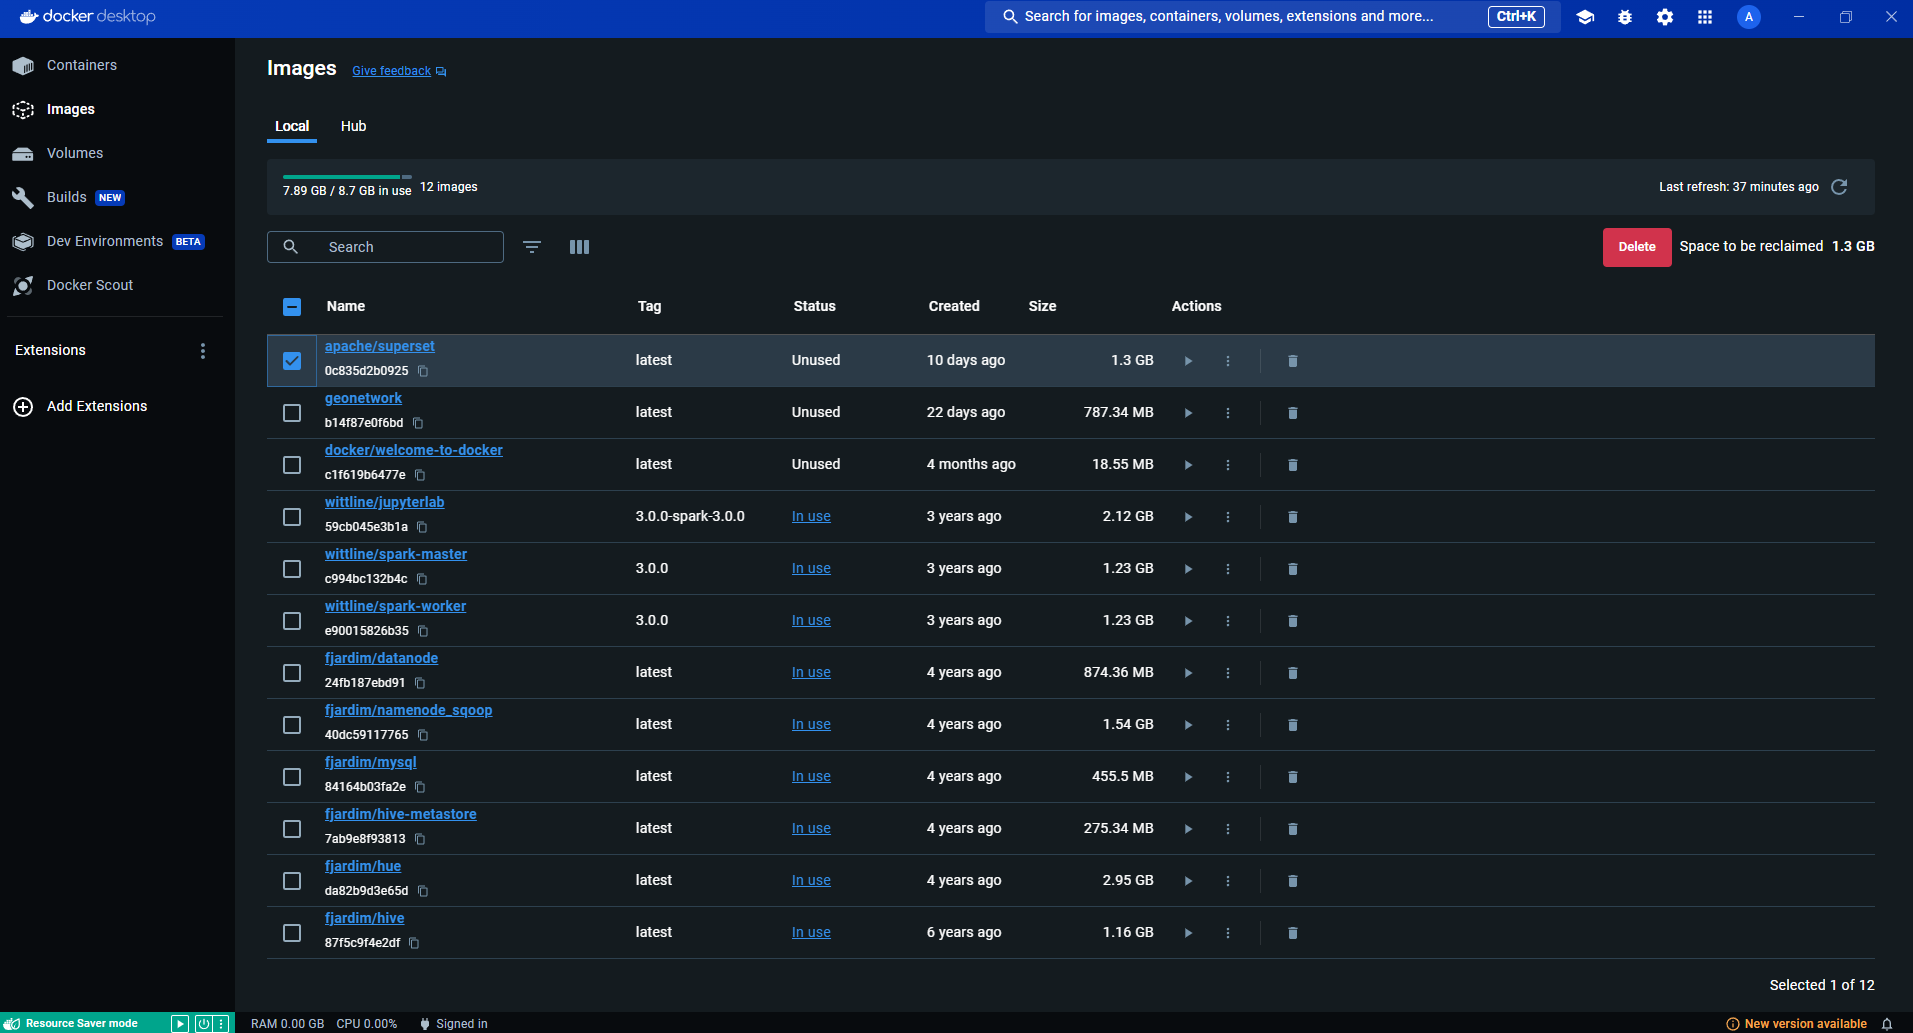 docker desktop
Search for images, containers, volumes, extensions and more...
Ctrl+K
A
Containers
Images
Volumes
Builds NEW
Dev Environments BETA
Docker Scout
Extensions
Add Extensions
Images Give feedback
Local Hub
7.89 GB / 8.7 GB in use 12 images
Last refresh: 37 minutes ago
Search
Delete Space to be reclaimed 1.3 GB
Name Tag Status Created Size Actions
apache/superset
0c835d2b0925
latest Unused 10 days ago 1.3 GB
geonetwork
b14f87e0f6bd
latest Unused 22 days ago 787.34 MB
docker/welcome-to-docker
c1f619b6477e
latest Unused 4 months ago 18.55 MB
wittline/jupyterlab
59cb045e3b1a
3.0.0-spark-3.0.0 In use 3 years ago 2.12 GB
wittline/spark-master
c994bc132b4c
3.0.0 In use 3 years ago 1.23 GB
wittline/spark-worker
e90015826b35
3.0.0 In use 3 years ago 1.23 GB
fjardim/datanode
24fb187ebd91
latest In use 4 years ago 874.36 MB
fjardim/namenode_sqoop
40dc59117765
latest In use 4 years ago 1.54 GB
fjardim/mysql
84164b03fa2e
latest In use 4 years ago 455.5 MB
fjardim/hive-metastore
7ab9e8f93813
latest In use 4 years ago 275.34 MB
fjardim/hue
da82b9d3e65d
latest In use 4 years ago 2.95 GB
fjardim/hive
87f5c9f4e2df
latest In use 6 years ago 1.16 GB
Selected 1 of 12
Resource Saver mode
RAM 0.00 GB CPU 0.00% Signed in
New version available